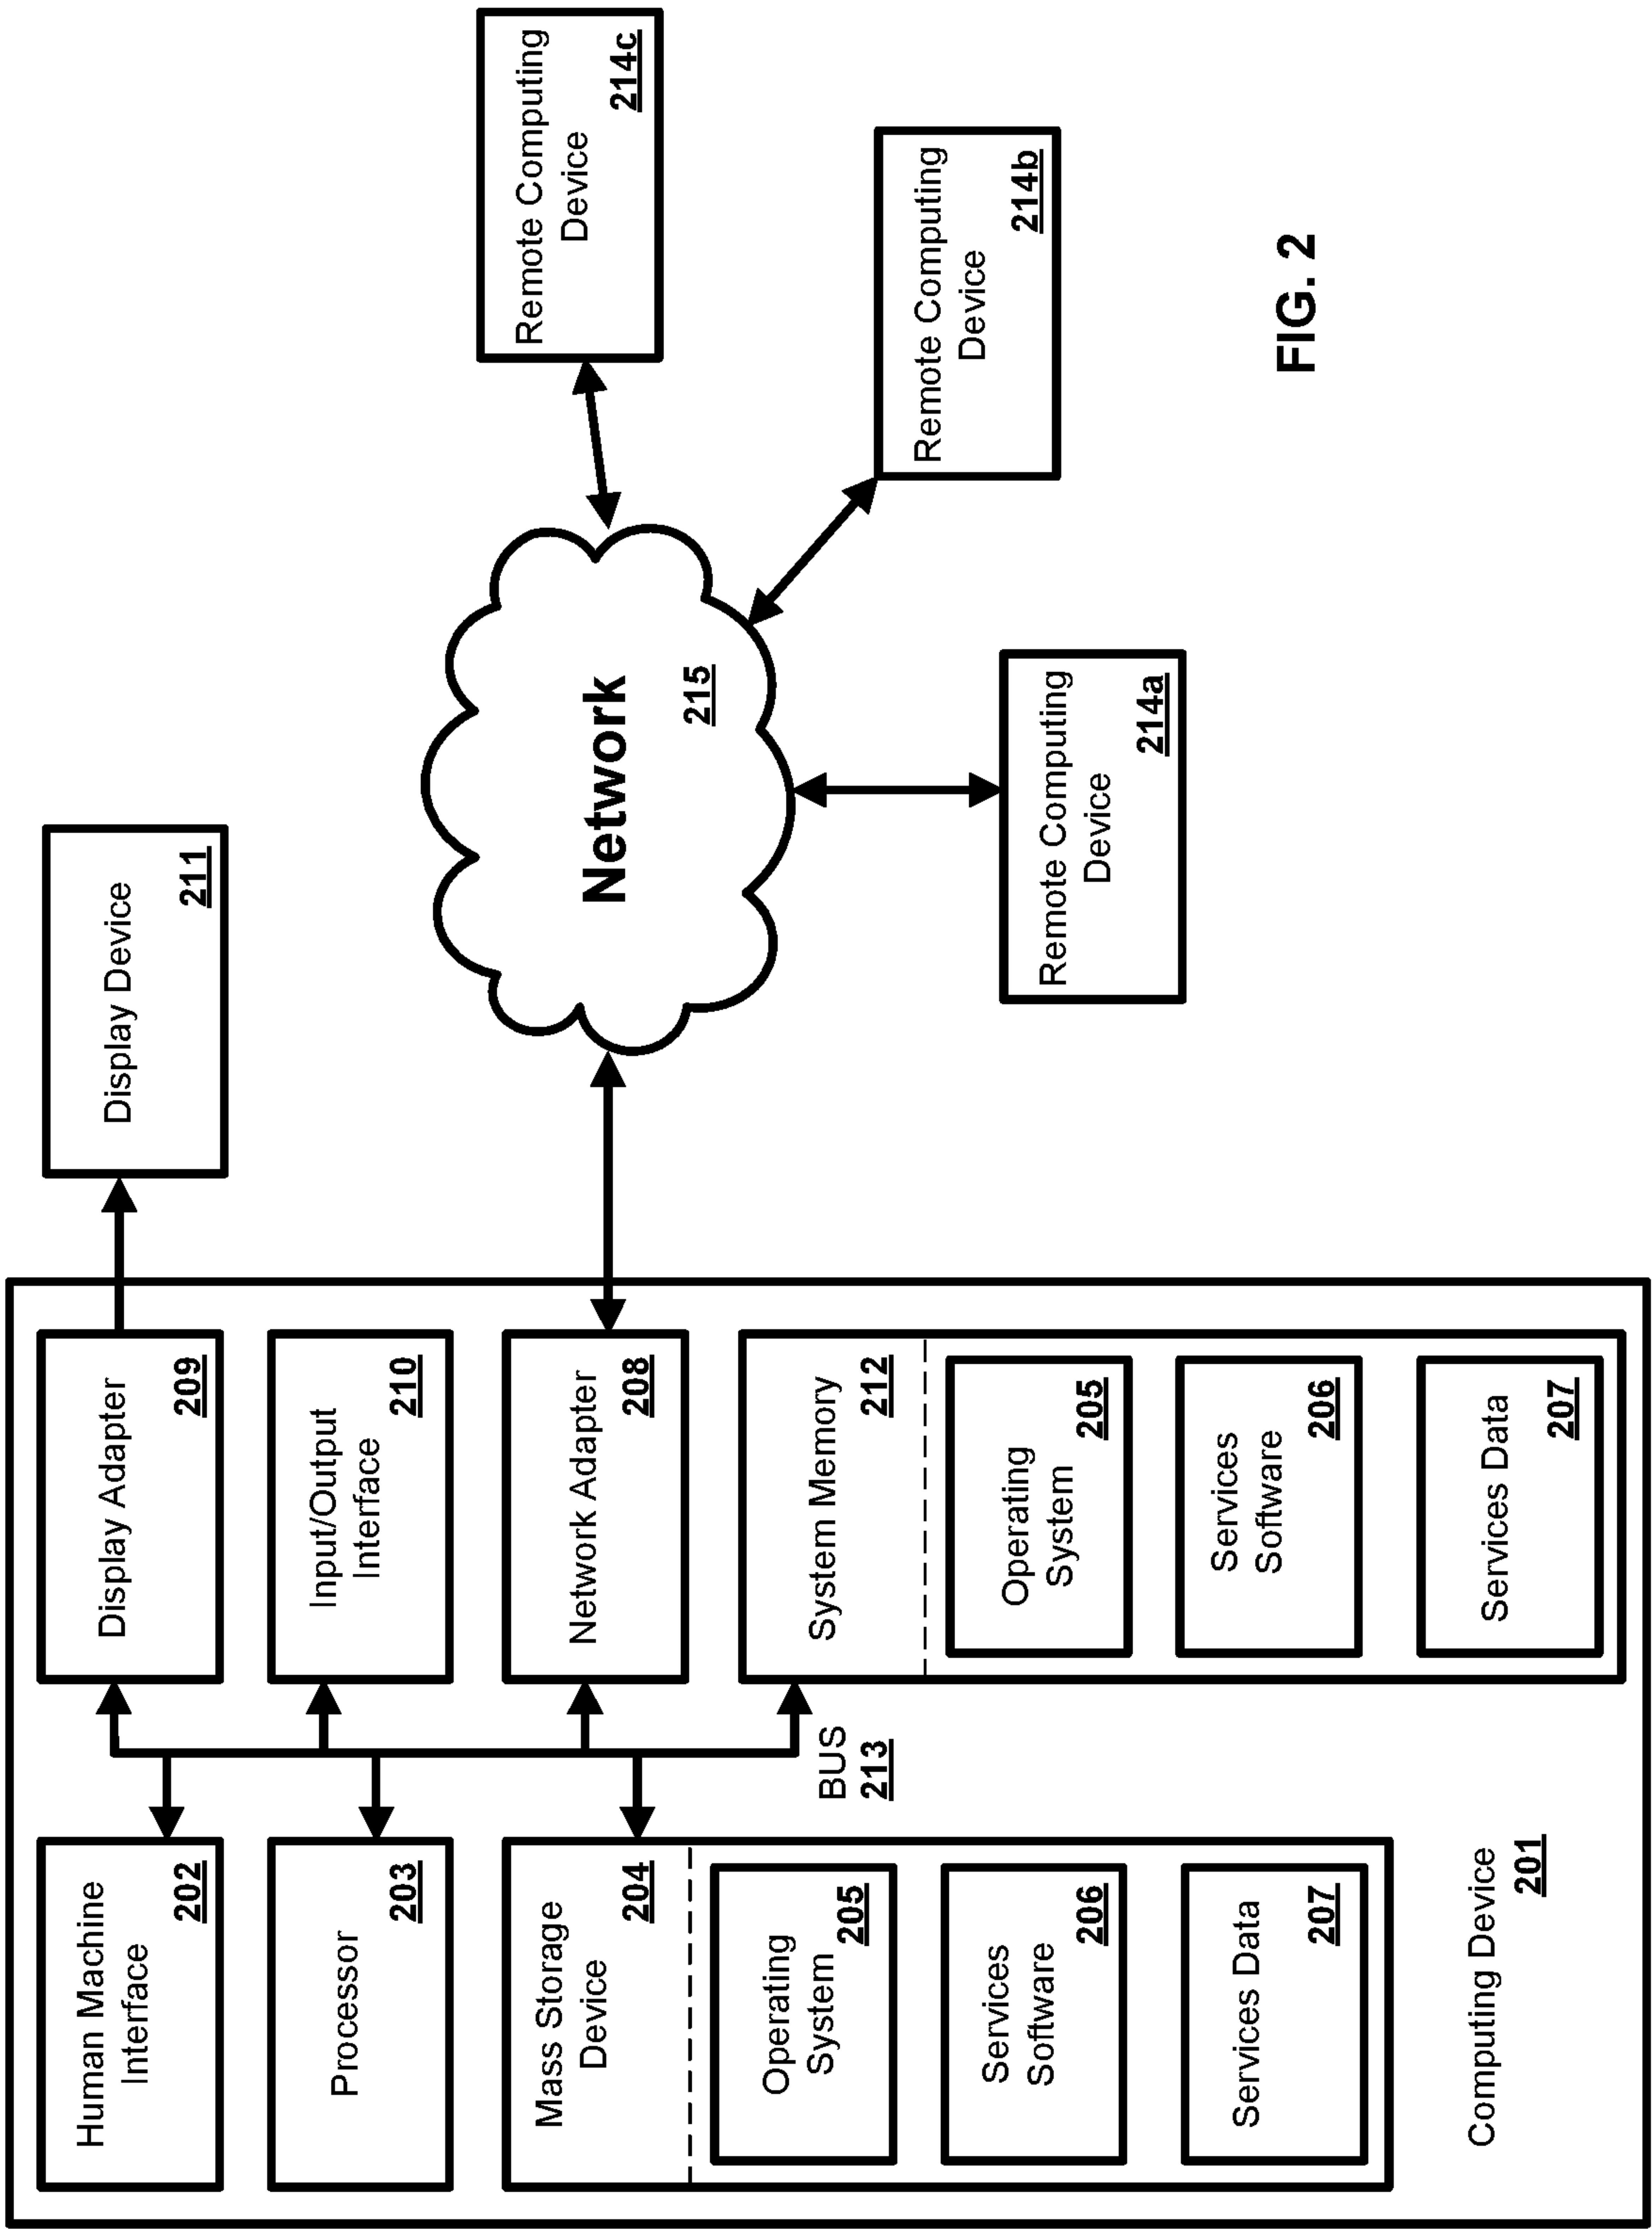 Human Machine
Interface
202
Processor
203
Mass Storage
Device
204
Operating
System
205
Services
Software
206
Services Data
207
Computing Device
201
BUS
213
Display Adapter
209
Input/Output
Interface
210
Network Adapter
208
System Memory
212
Operating
System
205
Services
Software
206
Services Data
207
Display Device
211
Network
215
Remote Computing
Device
214a
Remote Computing
Device
214b
Remote Computing
Device
214c
FIG. 2